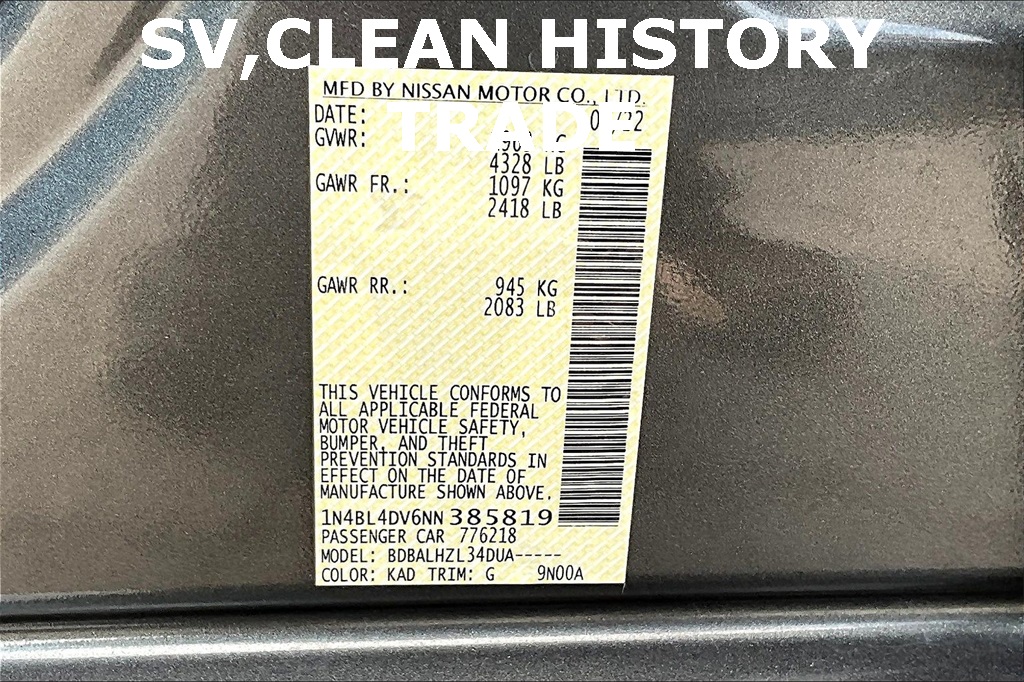 SV,CLEAN HISTORY
TRADE
MFD BY NISSAN MOTOR CO., LTD.
DATE:
GVWR:
4328 LB
GAWR FR.: 1097 KG
2418 LB
GAWR RR.: 945 KG
2083 LB
THIS VEHICLE CONFORMS TO
ALL APPLICABLE FEDERAL
MOTOR VEHICLE SAFETY,
BUMPER, AND THEFT
PREVENTION STANDARDS IN
EFFECT ON THE DATE OF
MANUFACTURE SHOWN ABOVE.
1N4BL4DV6NN385819
PASSENGER CAR 776218
MODEL: BDBALHZL34DUA-----
COLOR: KAD TRIM: G 9N00A